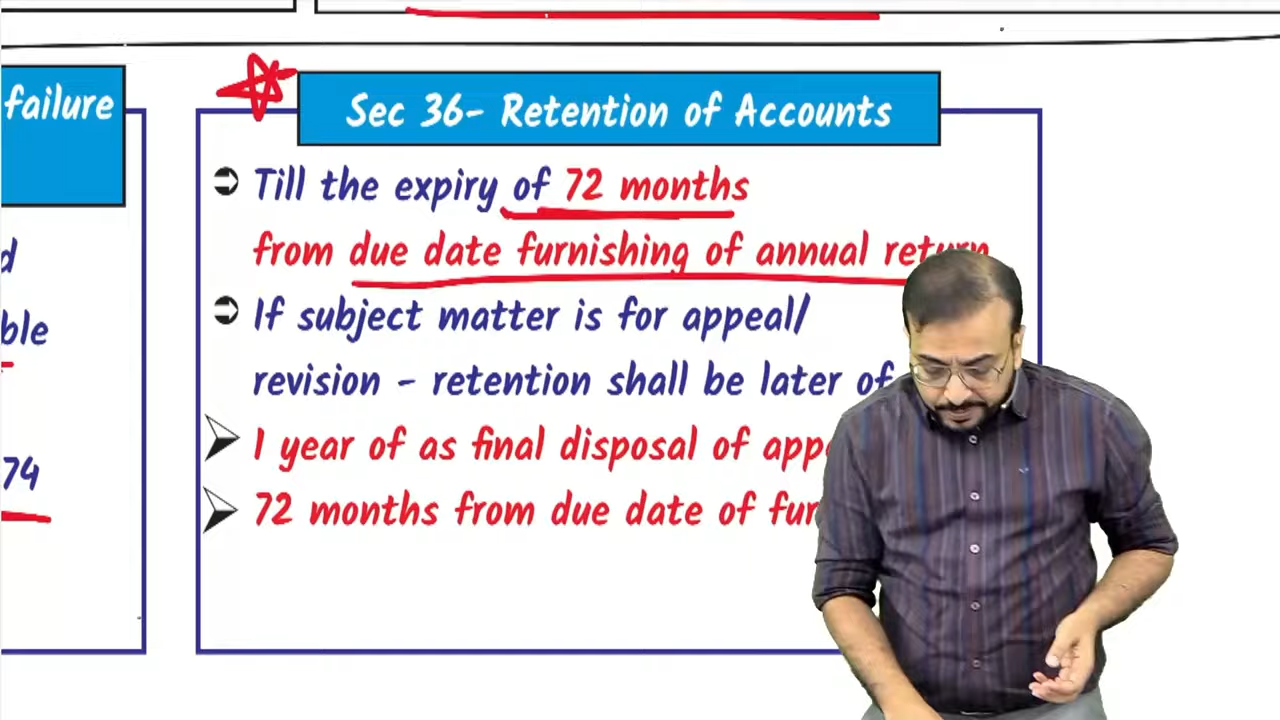 failure
d
ble
74
Sec 36- Retention of Accounts
Till the expiry of 72 months
from due date furnishing of annual return
If subject matter is for appeal/
revision - retention shall be later of
1 year of as final disposal of
72 months from due date of